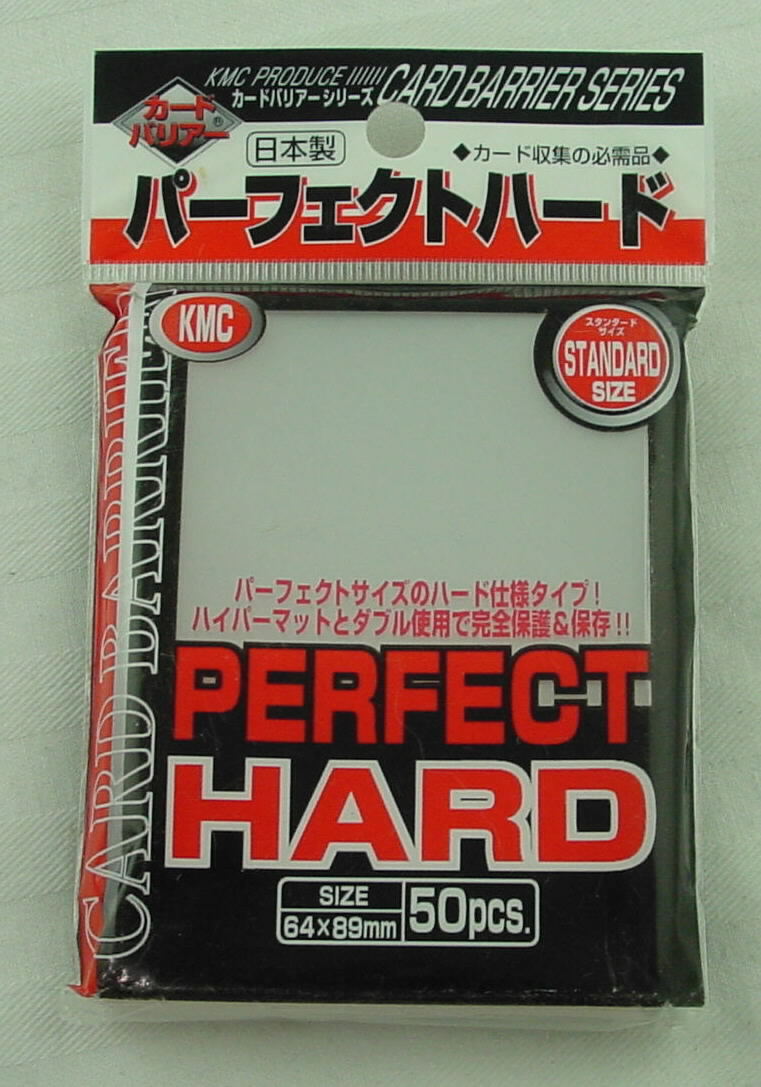 KMC PRODUCE //////CARD BARRIER SERIES
カードバリアーシリーズ
カード
バリアー®
日本製
◆カード収集の必需品◆
パーフェクトハード
KMC
スタンダード
サイズ
STANDARD
SIZE
CARD BARRIER
パーフェクトサイズのハード仕様タイプ!
ハイパーマットとダブル使用で完全保護&保存!!
PERFECT
HARD
SIZE
64×89mm
50pcs.